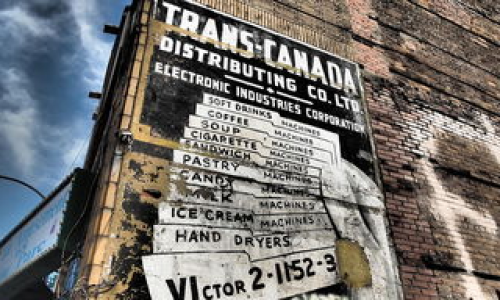 TRANS-CANADA
DISTRIBUTING CO. LTD.
ELECTRONIC INDUSTRIES CORPORATION
SOFT DRINKS MACHINES
COFFEE MACHINES
SOUP MACHINES
CIGARETTE MACHINES
SANDWICH MACHINES
PASTRY MACHINES
CANDY MACHINES
MILK MACHINES
ICE CREAM MACHINES
HAND DRYERS
VICTOR 2-1152-3